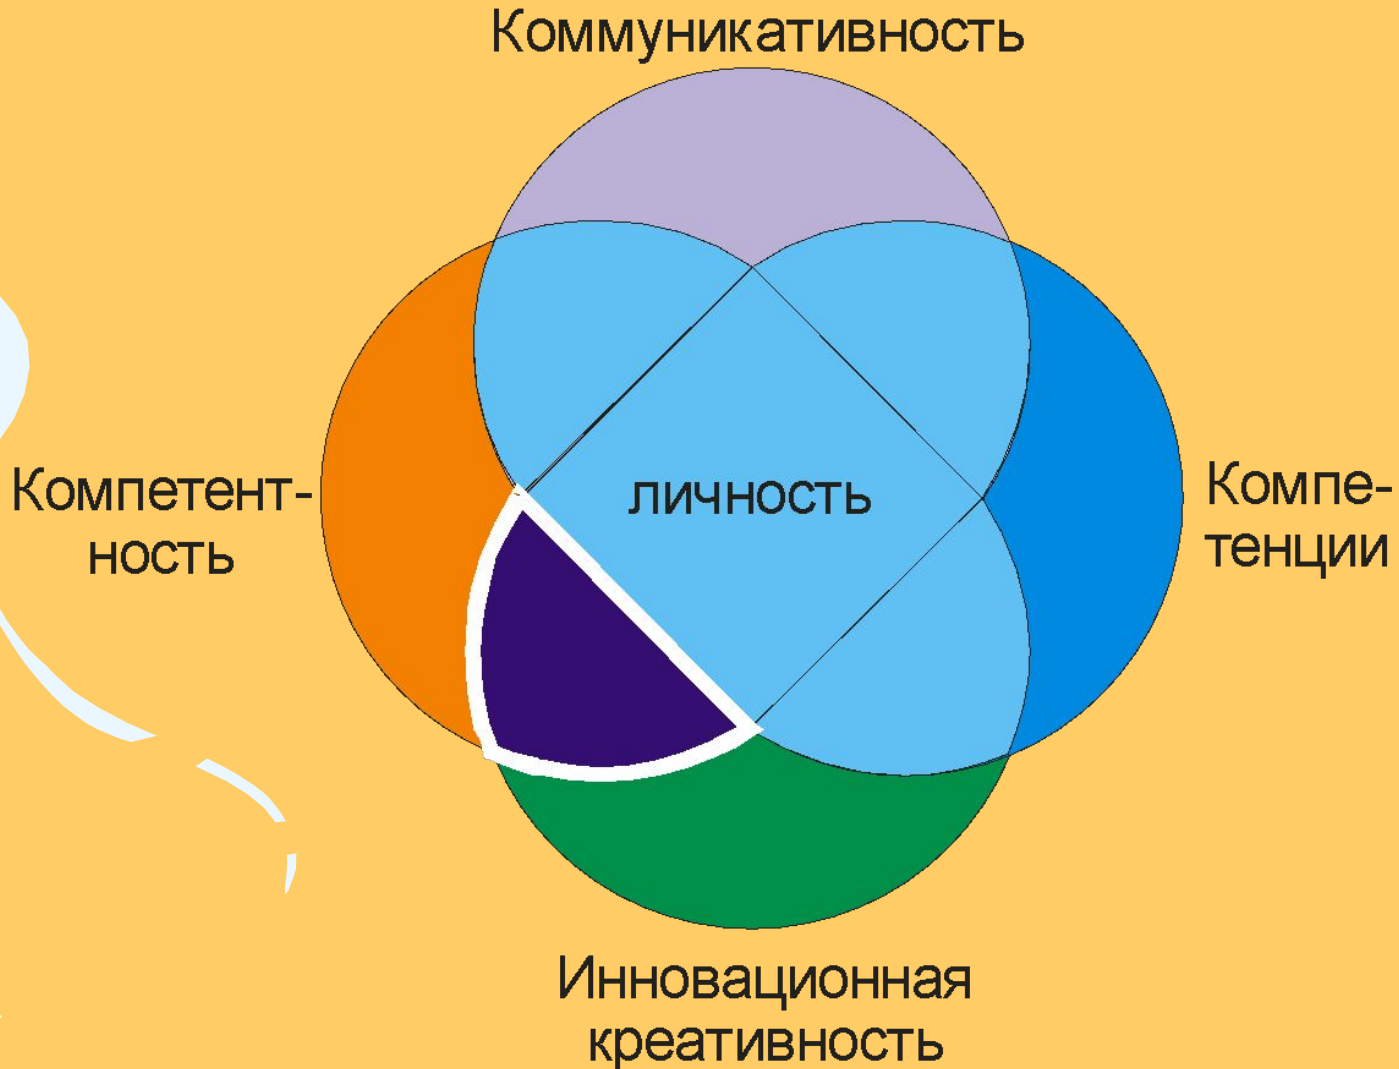 Коммуникативность
Компетент-
ность
личность
Компе-
тенции
Инновационная
креативность